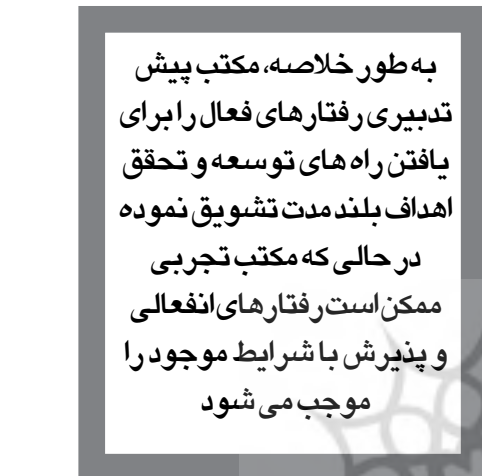 به طور خلاصه، مکتب پیش
تدبیری رفتارهای فعال را برای
یافتن راه های توسعه و تحقق
اهداف بلندمدت تشویق نموده
در حالی که مکتب تجربی
ممکن است رفتارهای انفعالی
و پذیرش با شرایط موجود را
موجب می شود